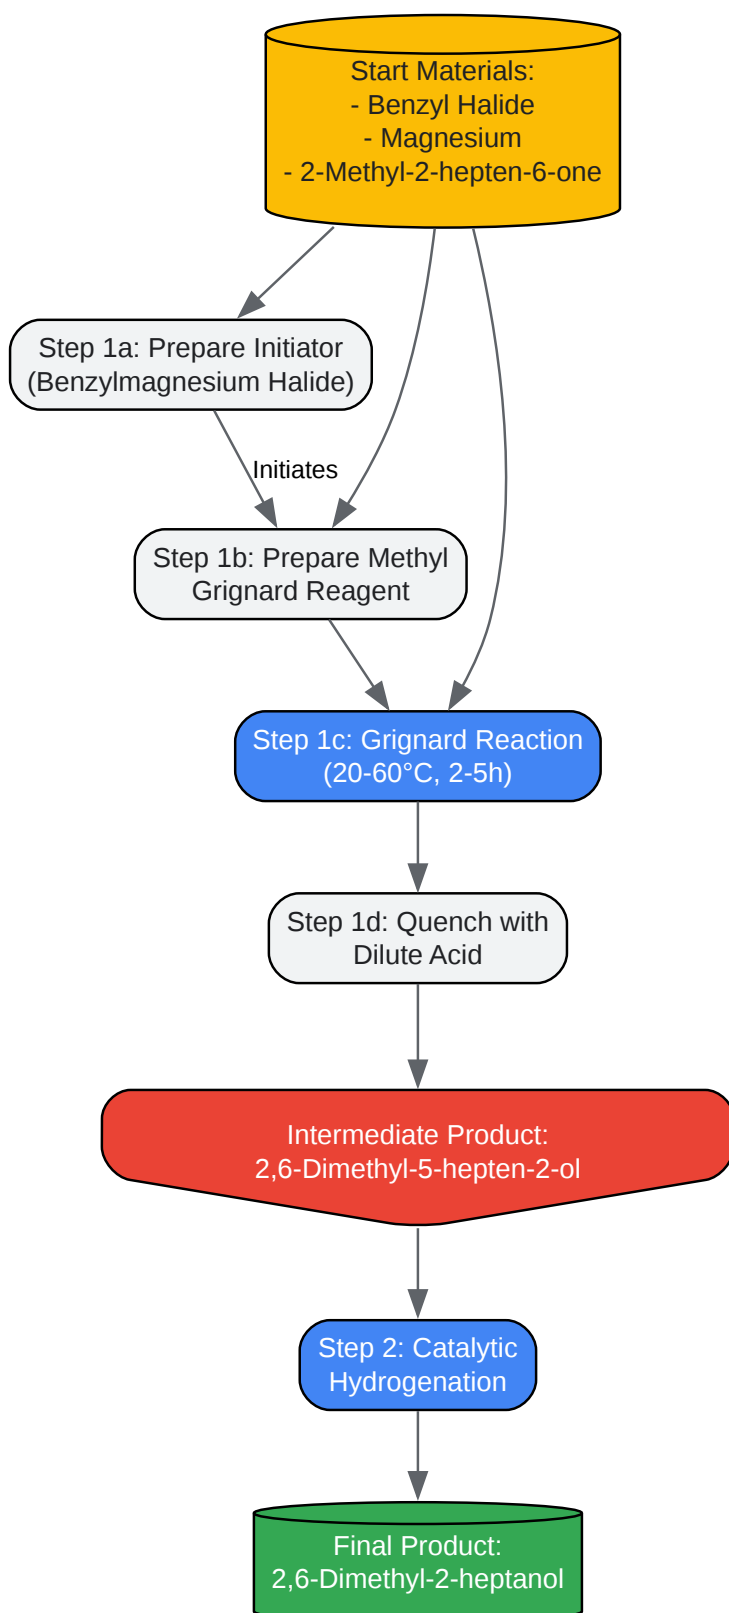 Start Materials:
- Benzyl Halide
- Magnesium
- 2-Methyl-2-hepten-6-one
Step 1a: Prepare Initiator
(Benzylmagnesium Halide)
Initiates
Step 1b: Prepare Methyl
Grignard Reagent
Step 1c: Grignard Reaction
(20-60°C, 2-5h)
Step 1d: Quench with
Dilute Acid
Intermediate Product:
2,6-Dimethyl-5-hepten-2-ol
Step 2: Catalytic
Hydrogenation
Final Product:
2,6-Dimethyl-2-heptanol